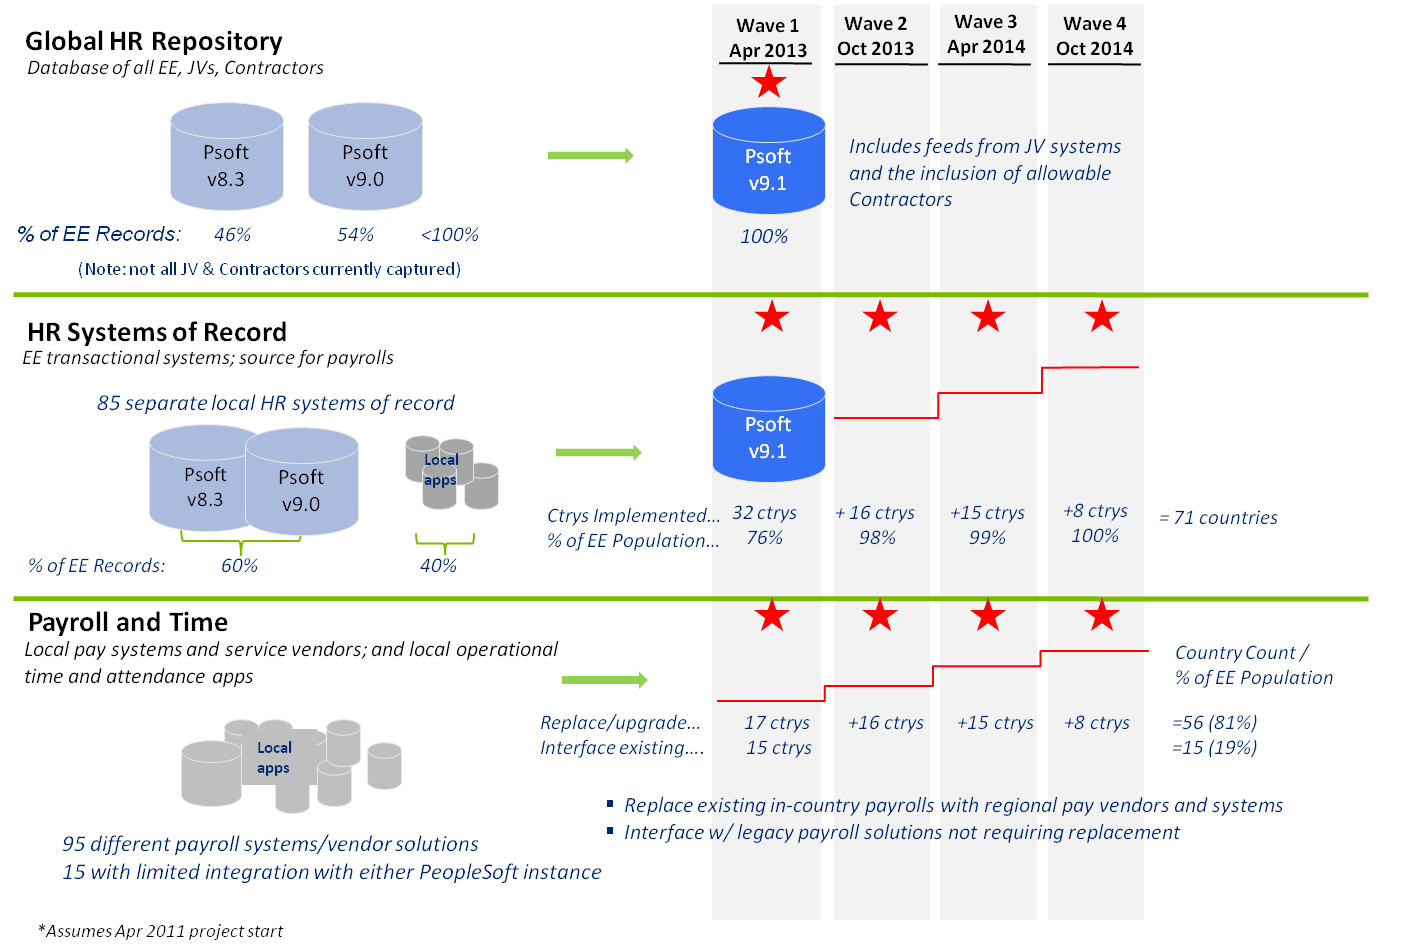 Wave 1
Apr 2013
Wave 2
Oct 2013
Wave 3
Apr 2014
Wave 4
Oct 2014
Global HR Repository
Database of all EE, JVs, Contractors
Psoft
v8.3
Psoft
v9.0
Psoft
v9.1
Includes feeds from JV systems
and the inclusion of allowable
Contractors
% of EE Records: 46% 54% <100% 100%
(Note: not all JV & Contractors currently captured)
HR Systems of Record
EE transactional systems; source for payrolls
85 separate local HR systems of record
Psoft
v8.3
Psoft
v9.0
Local
apps
Psoft
v9.1
Ctrys Implemented... 32 ctrys + 16 ctrys +15 ctrys +8 ctrys = 71 countries
% of EE Population... 76% 98% 99% 100%
% of EE Records: 60% 40%
Payroll and Time
Local pay systems and service vendors; and local operational
time and attendance apps
Country Count /
% of EE Population
Replace/upgrade... 17 ctrys +16 ctrys +15 ctrys +8 ctrys =56 (81%)
Interface existing.... 15 ctrys =15 (19%)
Local
apps
▪ Replace existing in-country payrolls with regional pay vendors and systems
▪ Interface w/ legacy payroll solutions not requiring replacement
95 different payroll systems/vendor solutions
15 with limited integration with either PeopleSoft instance
*Assumes Apr 2011 project start